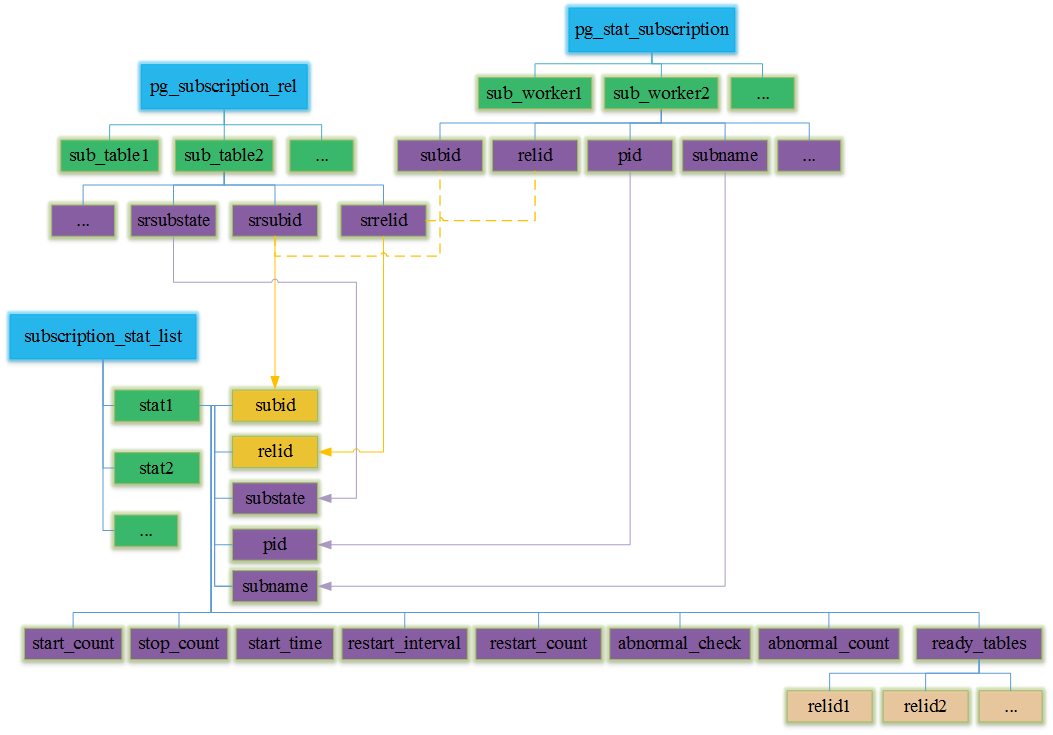 pg_stat_subscription
pg_subscription_rel
sub_worker1
sub_worker2
...
sub_table1
sub_table2
...
subid
relid
pid
subname
...
...
srsubstate
srsubid
srrelid
subscription_stat_list
stat1
subid
relid
stat2
substate
...
pid
subname
start_count
stop_count
start_time
restart_interval
restart_count
abnormal_check
abnormal_count
ready_tables
relid1
relid2
...